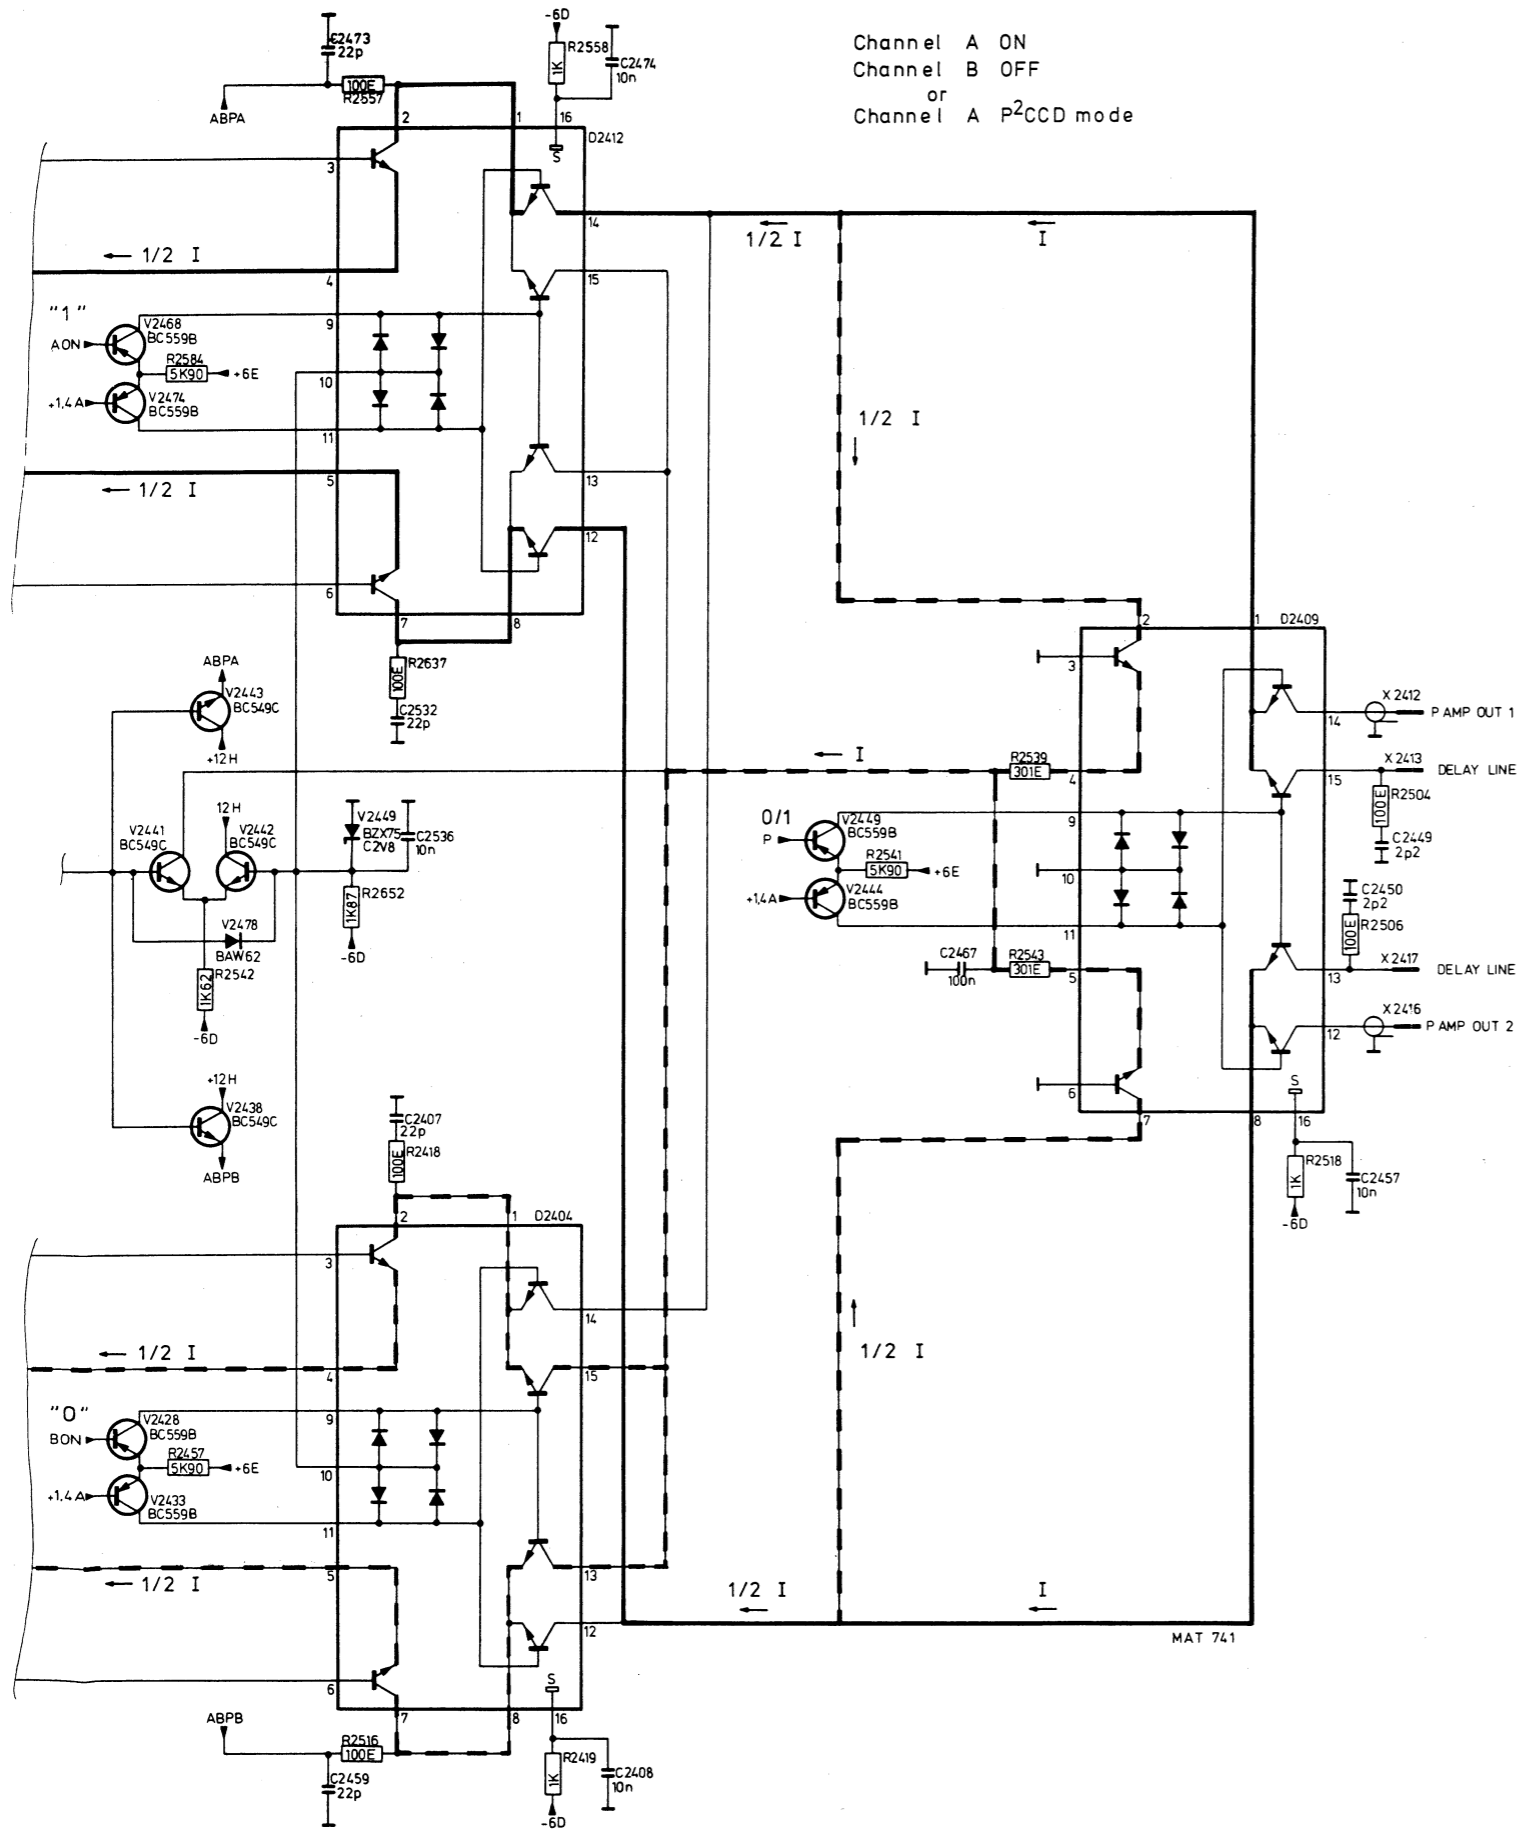 Channel A ON
Channel B OFF
or
Channel A P²CCD mode
C2473
22p
100E
R2557
ABPA
-6D
R2558
1K
C2474
10n
2
1
16
D2412
S
3
14
← 1/2 I
4
15
"1"
AON
V2468
BC559B
R2584
5K90
+6E
+1,4A
V2474
BC559B
9
10
11
5
← 1/2 I
13
12
6
7
8
R2637
100E
C2532
22p
1/2 I
←
I
←
1/2 I
↓
ABPA
V2443
BC549C
+12H
V2441
BC549C
12H
V2442
BC549C
V2449
BZX75
C2V8
C2536
10n
R2652
1K87
-6D
V2478
BAW62
R2542
1K62
-6D
+12H
V2438
BC549C
ABPB
← I
R2539
301E
0/1
P
V2449
BC559B
R2541
5K90
+6E
+1,4A
V2444
BC559B
C2467
100n
R2543
301E
2
1
D2409
3
14
4
15
9
10
11
5
13
12
6
7
8
S
16
X2412
P AMP OUT 1
X2413
DELAY LINE
R2504
100E
C2449
2p2
C2450
2p2
R2506
100E
X2417
DELAY LINE
X2416
P AMP OUT 2
R2518
1K
C2457
10n
-6D
C2407
22p
R2418
100E
2
1
D2404
3
14
← 1/2 I
4
15
"0"
BON
V2428
BC559B
R2457
5K90
+6E
+1,4A
V2433
BC559B
9
10
11
5
← 1/2 I
13
12
6
S
7
8
16
↑
1/2 I
1/2 I
←
I
←
MAT 741
ABPB
R2516
100E
C2459
22p
R2419
1K
C2408
10n
-6D